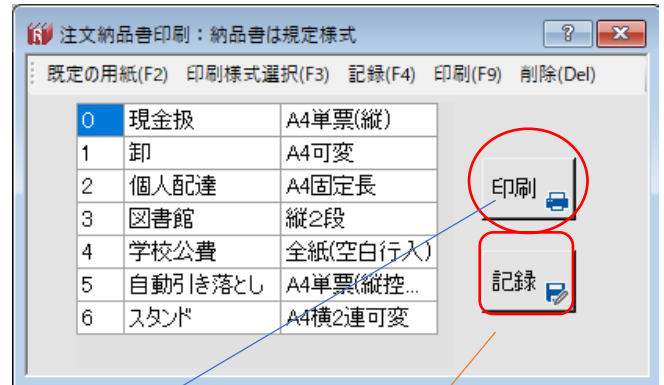 注文納品書印刷：納品書は規定様式
既定の用紙(F2) 印刷様式選択(F3) 記録(F4) 印刷(F9) 削除(Del)
0 現金扱 A4単票(縦)
1 卸 A4可変
2 個人配達 A4固定長
3 図書館 縦2段
4 学校公費 全紙(空白行入)
5 自動引き落とし A4単票(縦控...
6 スタンド A4横2連可変
印刷
記録